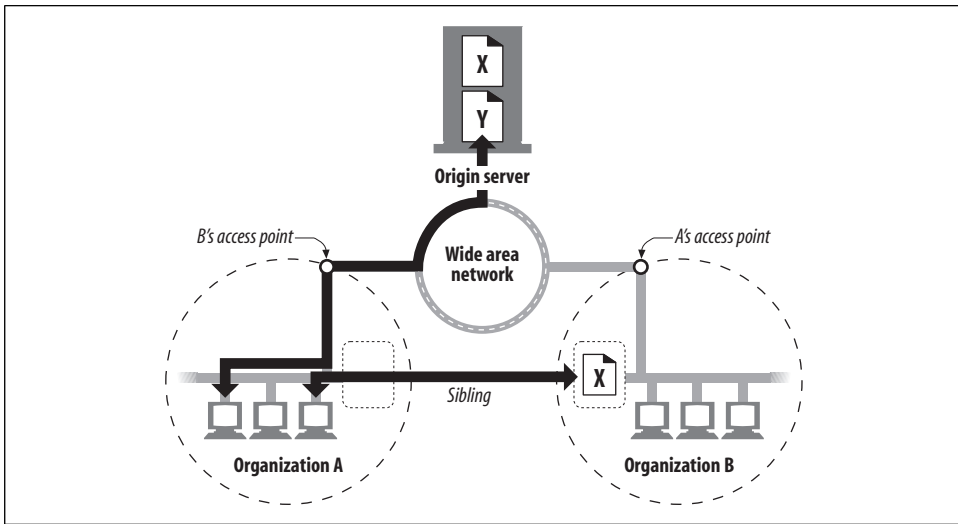 X
Y
Origin server
B's access point
A's access point
Wide area
network
X
Sibling
Organization A
Organization B